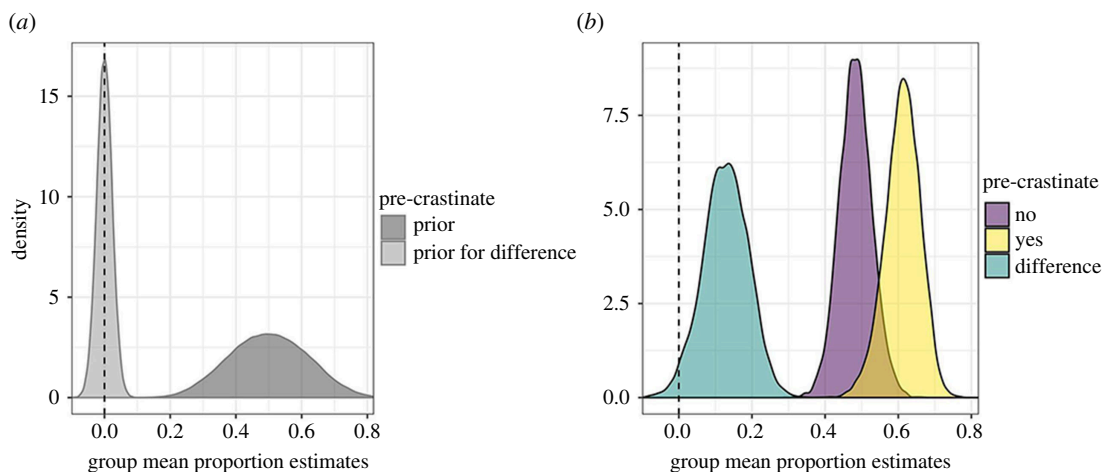 (a)
15
10
5
0
density
0.0 0.2 0.4 0.6 0.8
group mean proportion estimates
pre-crastinate
prior
prior for difference
(b)
7.5
5.0
2.5
0.0
0.0 0.2 0.4 0.6 0.8
group mean proportion estimates
pre-crastinate
no
yes
difference